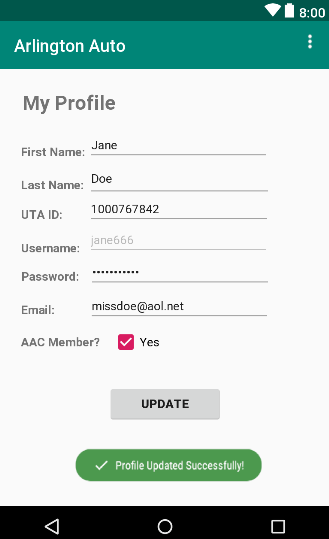 8:00
Arlington Auto
My Profile
First Name: Jane
Last Name: Doe
UTA ID: 1000767842
Username: jane666
Password: •••••••••••
Email: missdoe@aol.net
AAC Member? Yes
UPDATE
Profile Updated Successfully!